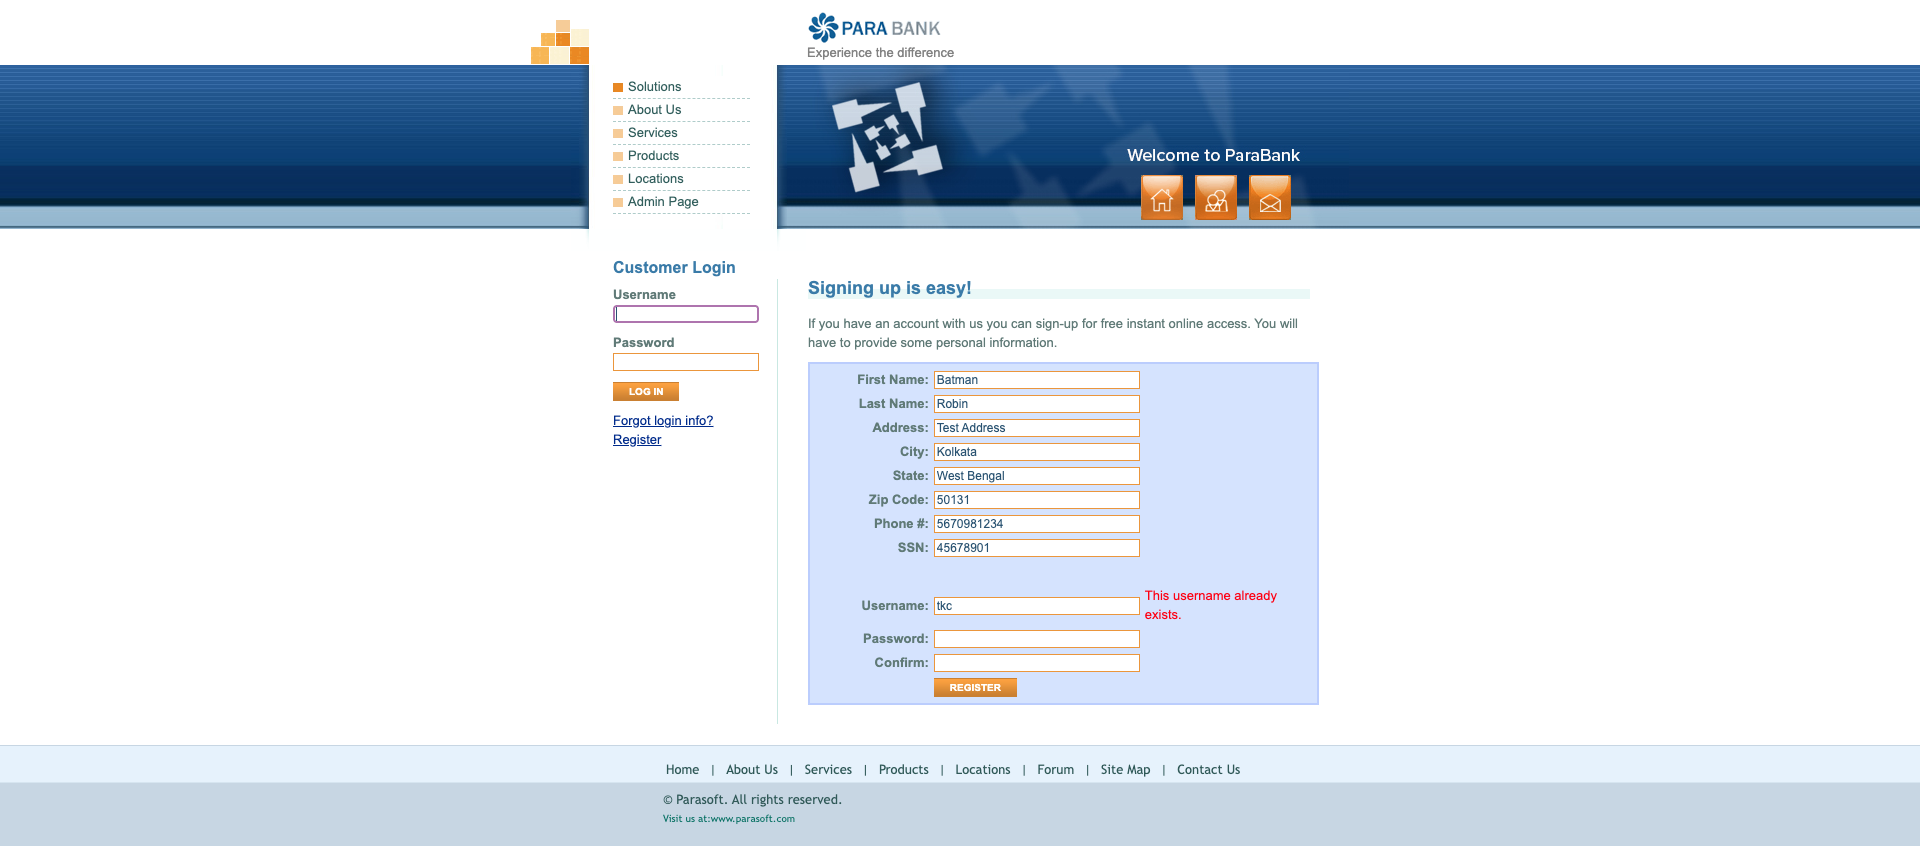 PARA BANK
Experience the difference
Solutions
About Us
Services
Products
Locations
Admin Page
Welcome to ParaBank
Customer Login
Username
Password
LOG IN
Forgot login info?
Register
Signing up is easy!
If you have an account with us you can sign-up for free instant online access. You will
have to provide some personal information.
First Name: Batman
Last Name: Robin
Address: Test Address
City: Kolkata
State: West Bengal
Zip Code: 50131
Phone #: 5670981234
SSN: 45678901
Username: tkc This username already
exists.
Password:
Confirm:
REGISTER
Home | About Us | Services | Products | Locations | Forum | Site Map | Contact Us
© Parasoft. All rights reserved.
Visit us at:www.parasoft.com